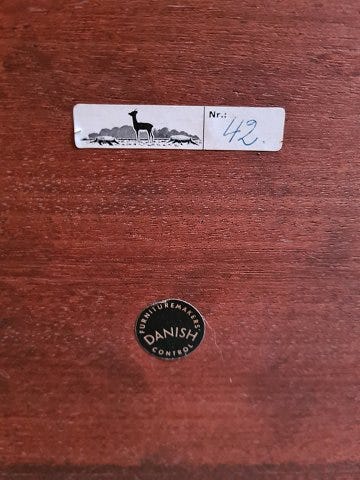 Nr.:
42.
FURNITUREMAKERS'
DANISH
CONTROL